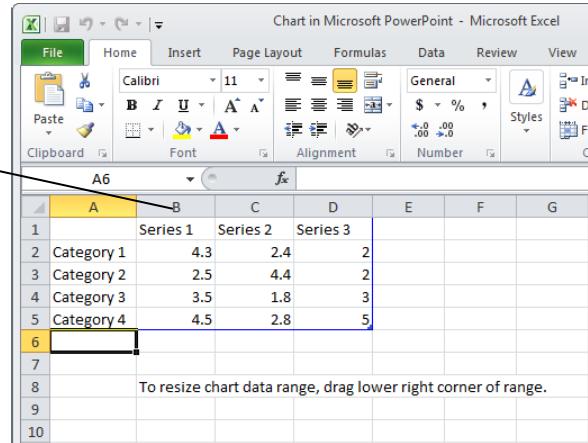 Chart in Microsoft PowerPoint - Microsoft Excel
File Home Insert Page Layout Formulas Data Review View
Calibri 11 General
Paste B I U A A $ % , Styles
A .00 .00
Clipboard Font Alignment Number
A6 fx
A B C D E F G
1 Series 1 Series 2 Series 3
2 Category 1 4.3 2.4 2
3 Category 2 2.5 4.4 2
4 Category 3 3.5 1.8 3
5 Category 4 4.5 2.8 5
6
7
8 To resize chart data range, drag lower right corner of range.
9
10